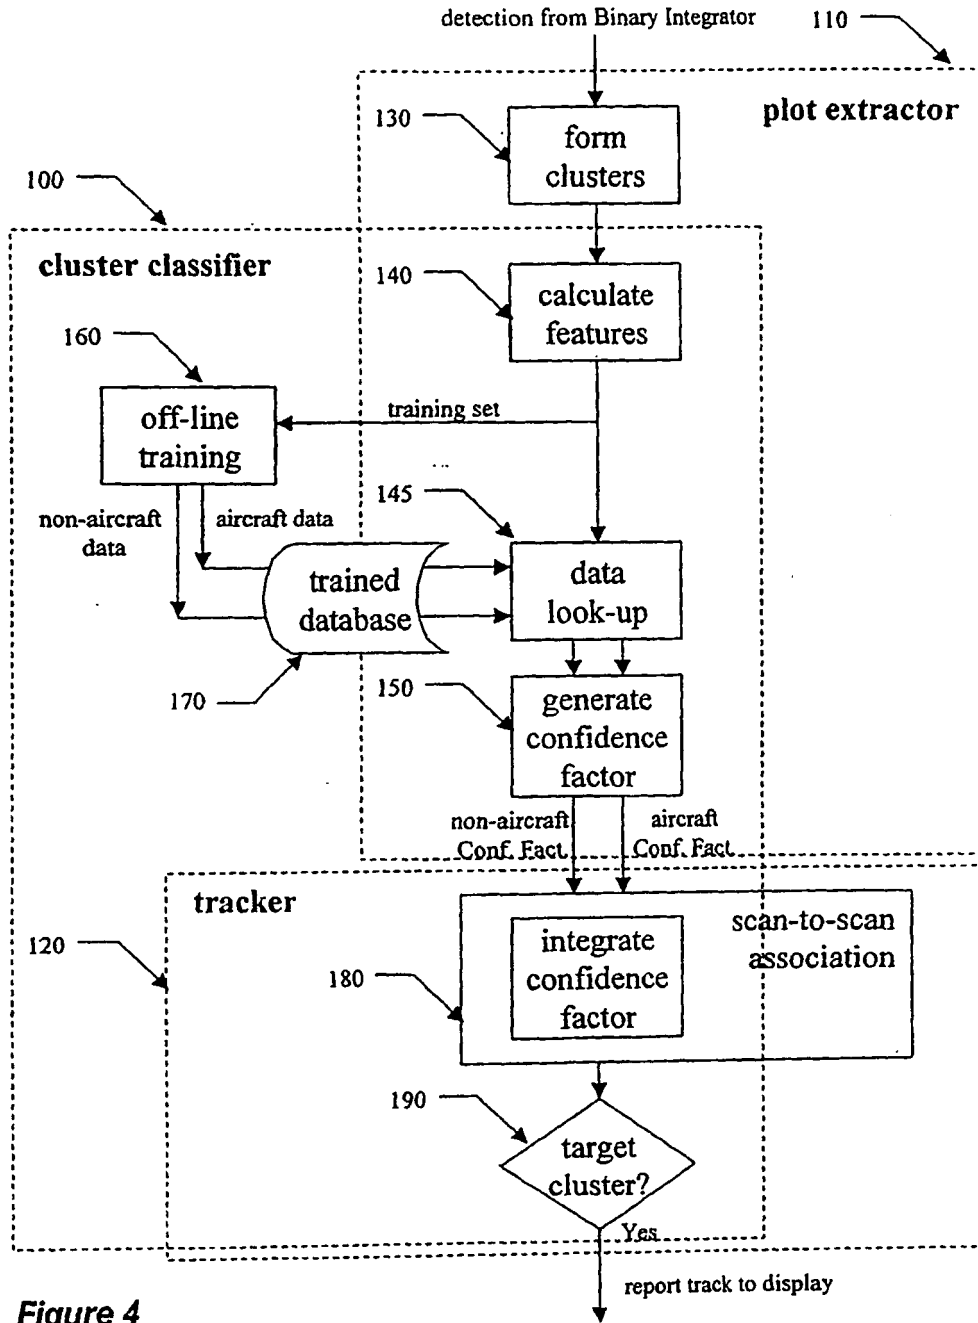 detection from Binary Integrator
110
plot extractor
130
form
clusters
100
cluster classifier
140
calculate
features
160
off-line
training
training set
non-aircraft
data
aircraft data
145
trained
database
data
look-up
170
150
generate
confidence
factor
non-aircraft
Conf. Fact.
aircraft
Conf. Fact.
tracker
scan-to-scan
association
120
180
integrate
confidence
factor
190
target
cluster?
Yes
report track to display
Figure 4